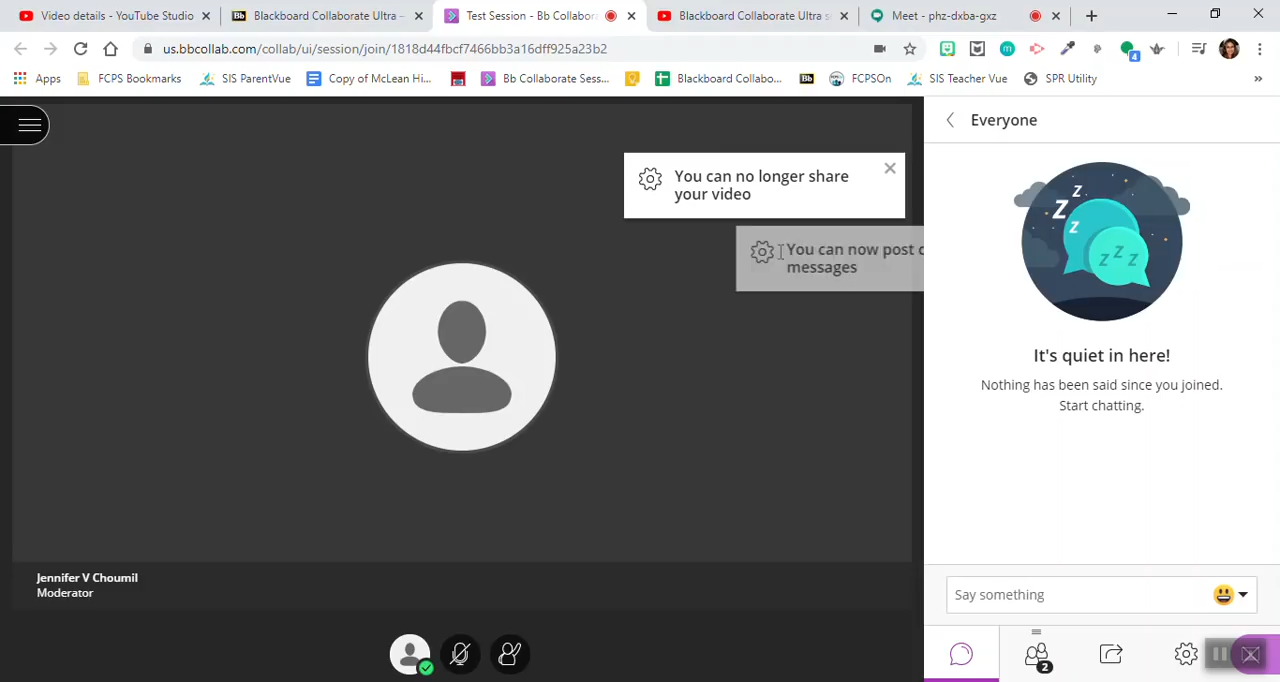 Video details - YouTube Studio
Blackboard Collaborate Ultra –
Test Session - Bb Collabora
Blackboard Collaborate Ultra s
Meet - phz-dxba-gxz
us.bbcollab.com/collab/ui/session/join/1818d44fbcf7466bb3a16dff925a23b2
4
Apps
FCPS Bookmarks
SIS ParentVue
Copy of McLean Hi...
Bb Collaborate Sess...
Blackboard Collabo...
Bb
FCPSOn
SIS Teacher Vue
SPR Utility
»
Everyone
You can no longer share
your video
You can now post c
messages
Z z z
z z z
It's quiet in here!
Nothing has been said since you joined.
Start chatting.
Jennifer V Choumil
Moderator
Say something
2